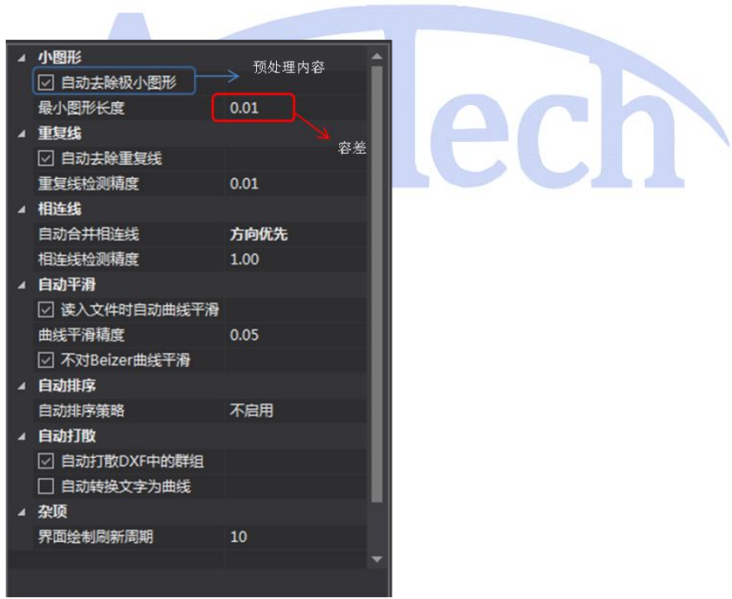 小图形
自动去除极小图形
预处理内容
最小图形长度 0.01
容差
重复线
自动去除重复线
重复线检测精度 0.01
相连线
自动合并相连线 方向优先
相连线检测精度 1.00
自动平滑
读入文件时自动曲线平滑
曲线平滑精度 0.05
不对Beizer曲线平滑
自动排序
自动排序策略 不启用
自动打散
自动打散DXF中的群组
自动转换文字为曲线
杂项
界面绘制刷新周期 10
Tech